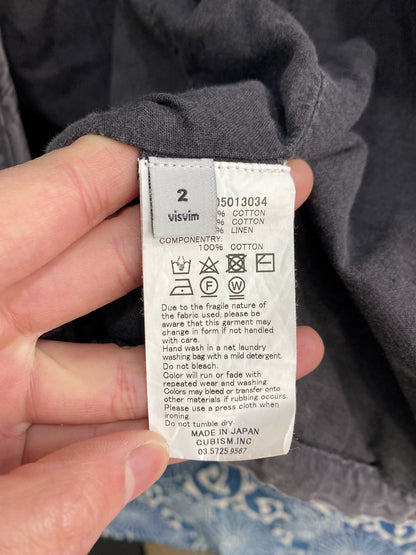 2
visvim
05013034
% COTTON
% COTTON
% LINEN
COMPONENTRY:
100% COTTON
F W
Due to the fragile nature of
the fabric used, please be
aware that this garment may
change in form if not handled
with care.
Hand wash in a net laundry
washing bag with a mild detergent.
Do not bleach.
Color will run or fade with
repeated wear and washing.
Colors may bleed or transfer onto
other materials if rubbing occurs.
Please use a press cloth when
ironing.
Do not tumble dry.
MADE IN JAPAN
CUBISM.INC
03.5725.9567